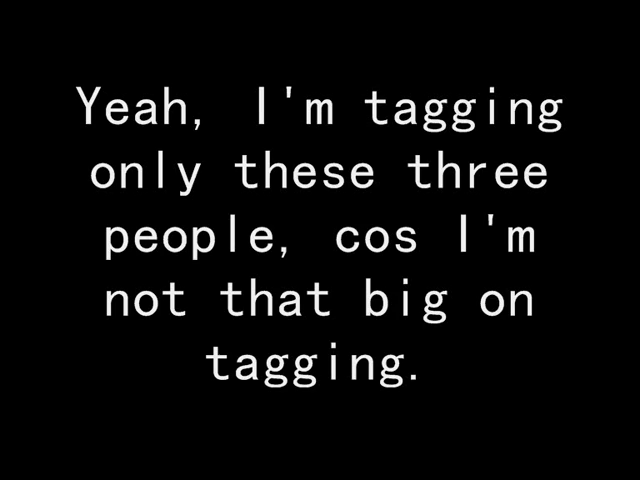 Yeah, I'm tagging
only these three
people, cos I'm
not that big on
tagging.